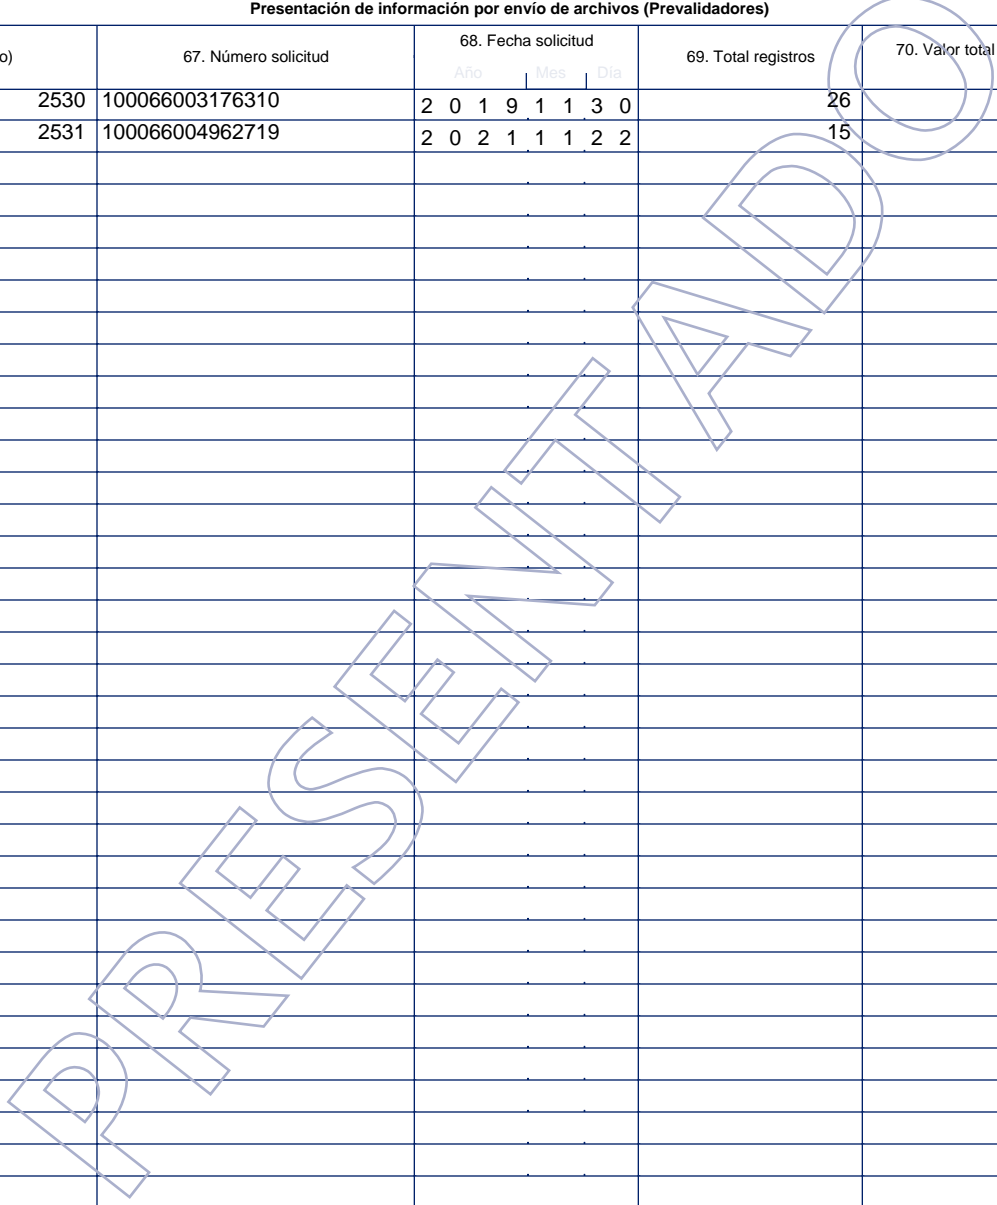 Presentación de información por envío de archivos (Prevalidadores)
o) 67. Número solicitud 68. Fecha solicitud 69. Total registros 70. Valor total
Año Mes Día
2530 100066003176310 2 0 1 9 1 1 3 0 26
2531 100066004962719 2 0 2 1 1 1 2 2 15
PRESENTADO